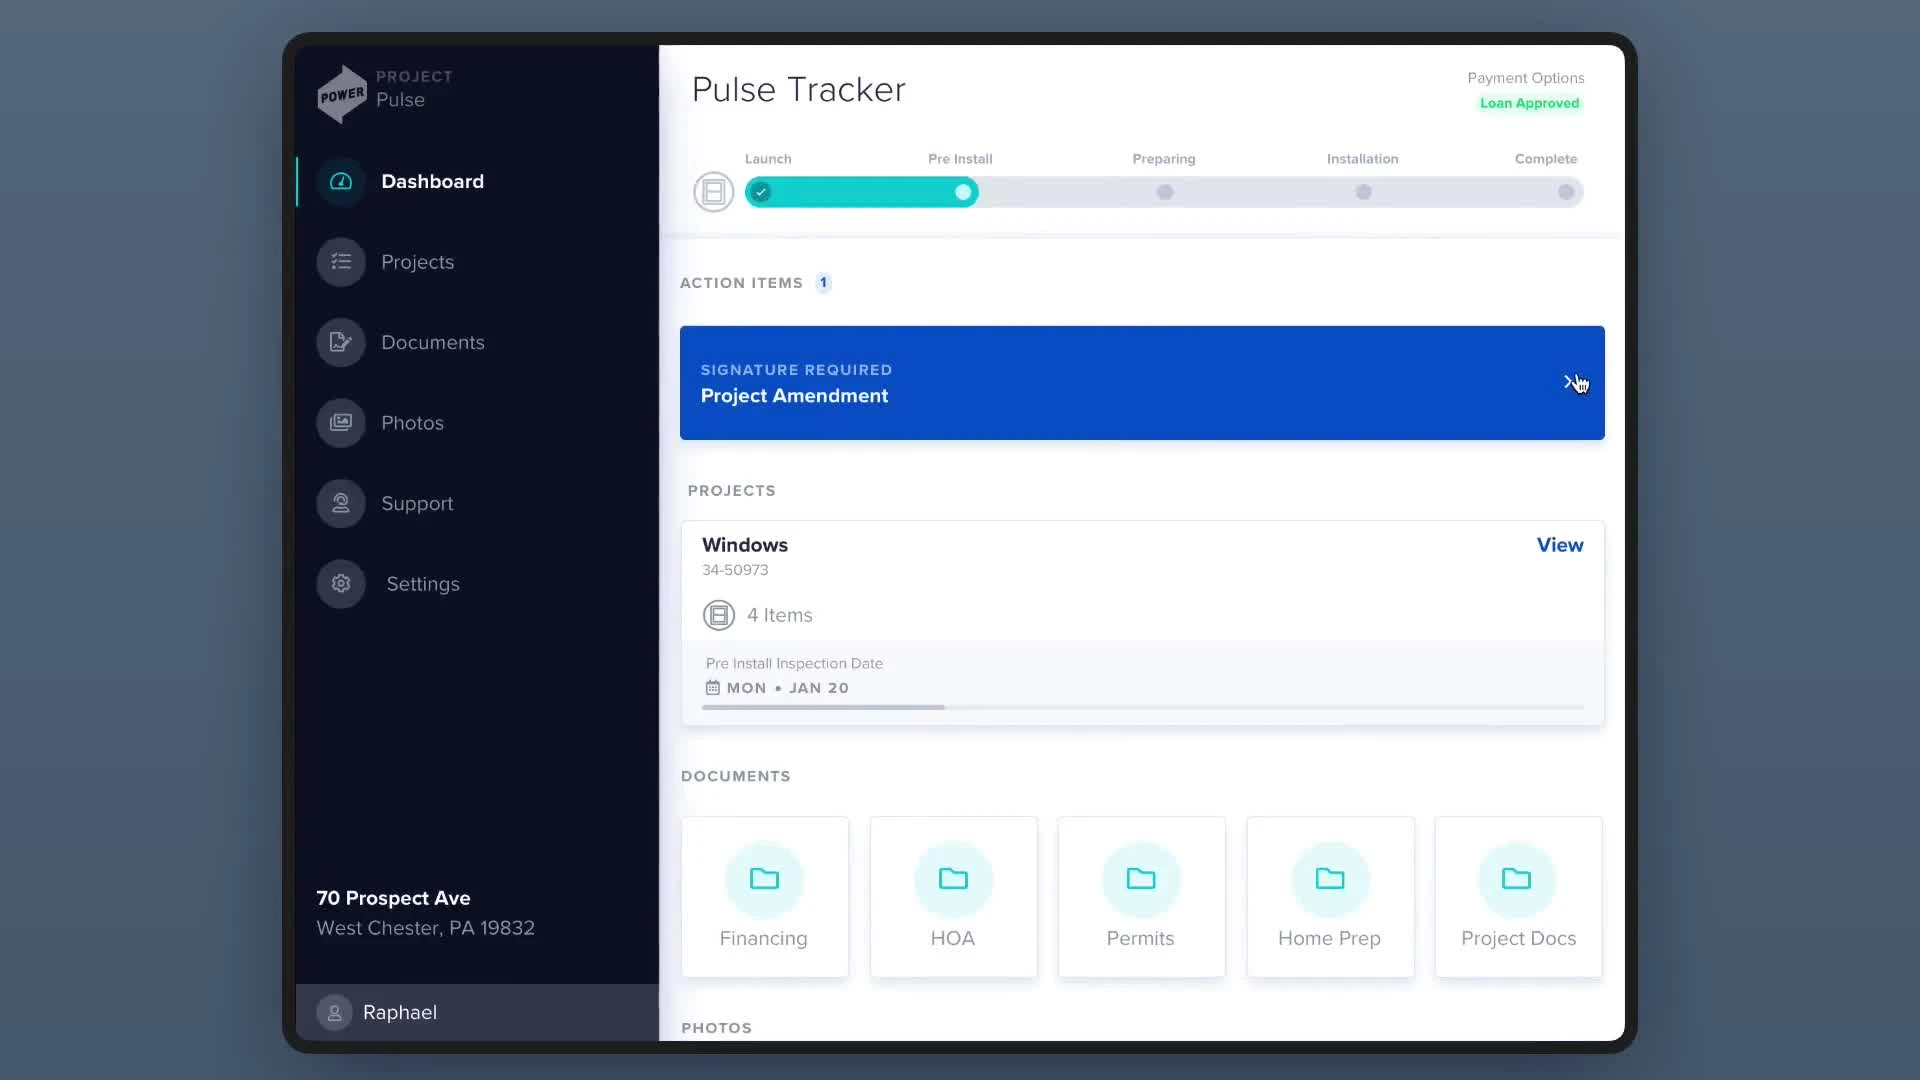 POWER
PROJECT
Pulse
Dashboard
Projects
Documents
Photos
Support
Settings
70 Prospect Ave
West Chester, PA 19832
Raphael
Pulse Tracker
Payment Options
Loan Approved
Launch
Pre Install
Preparing
Installation
Complete
ACTION ITEMS 1
SIGNATURE REQUIRED
Project Amendment
PROJECTS
Windows
View
34-50973
4 Items
Pre Install Inspection Date
MON • JAN 20
DOCUMENTS
Financing
HOA
Permits
Home Prep
Project Docs
PHOTOS